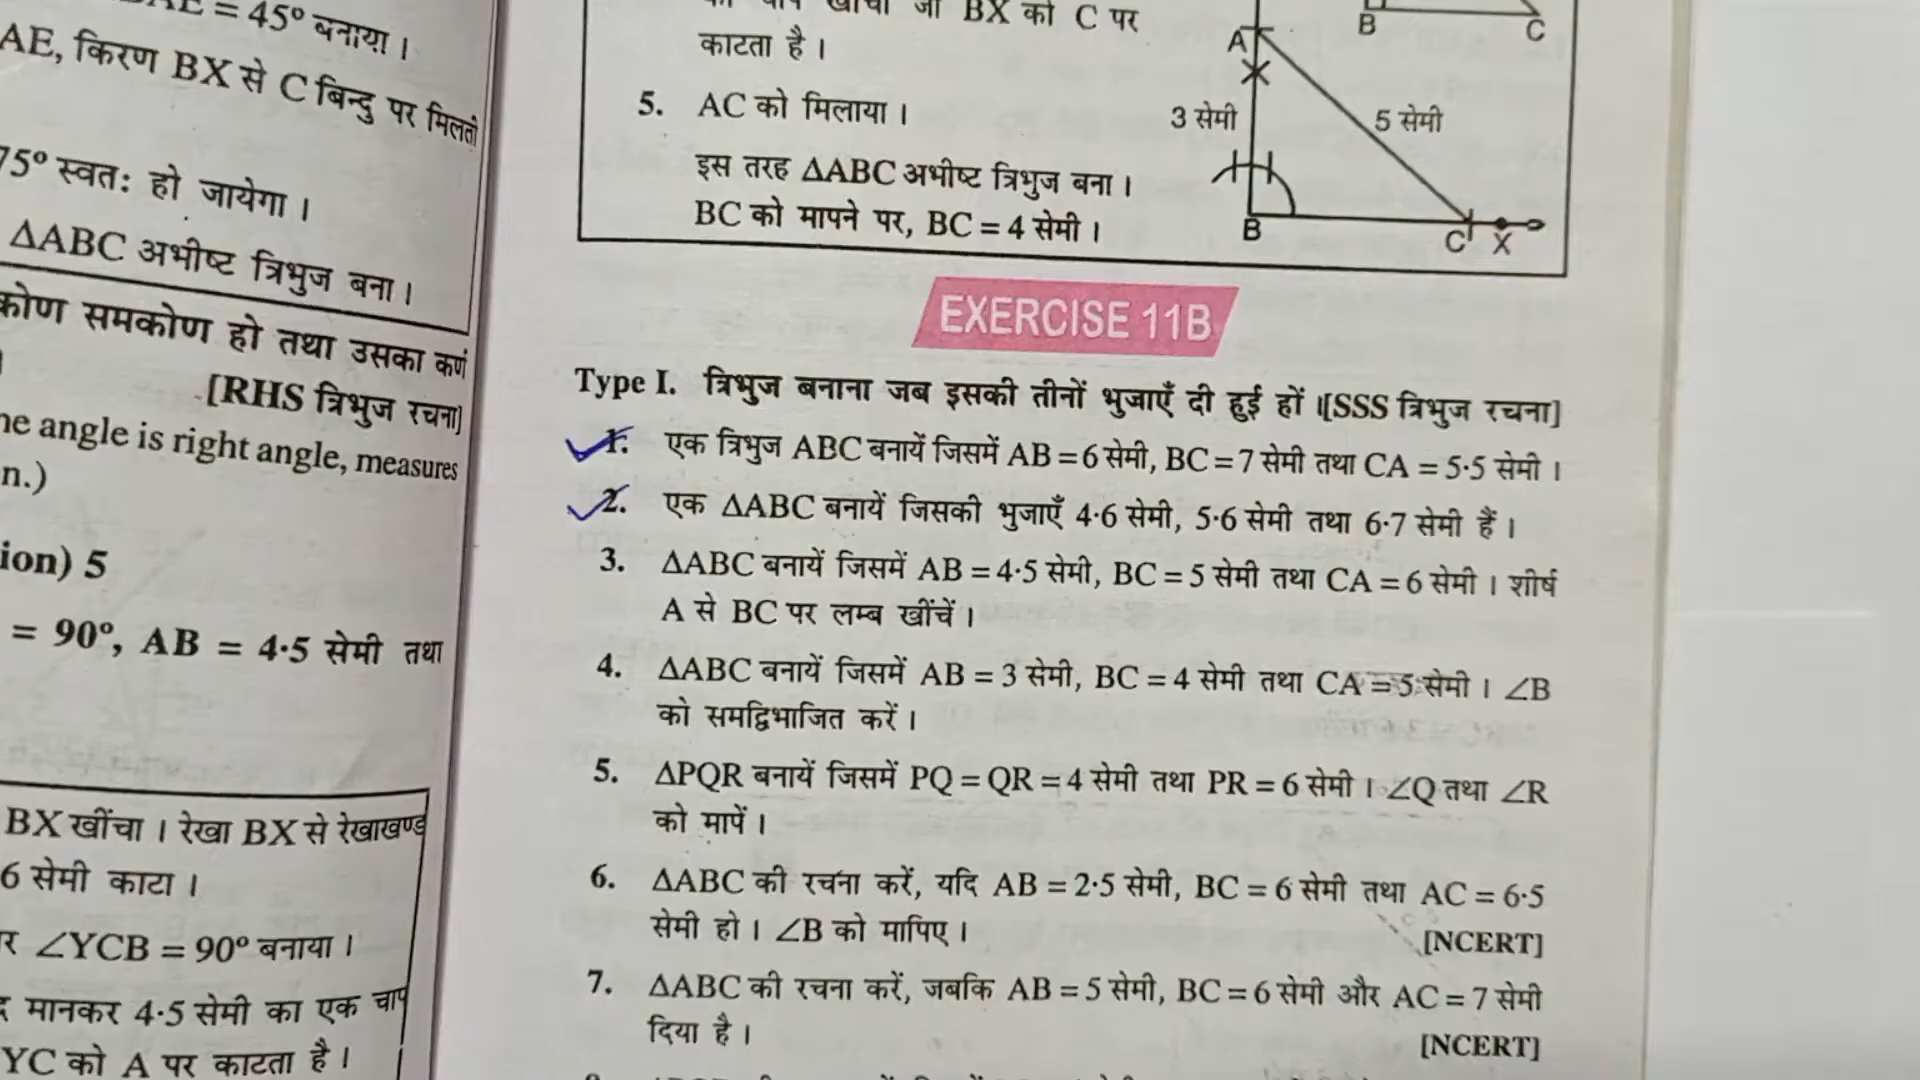 = 45° बनाया।
AE, किरण BX से C बिन्दु पर मिलती
75° स्वतः हो जायेगा।
ΔABC अभीष्ट त्रिभुज बना।
कोण समकोण हो तथा उसका कर्ण
[RHS त्रिभुज रचना]
angle is right angle, measures
n.)
ion) 5
= 90°, AB = 4·5 सेमी तथा
BX खींचा। रेखा BX से रेखाखण्ड
6 सेमी काटा।
∠YCB = 90° बनाया।
मानकर 4·5 सेमी का एक चाप
YC को A पर काटता है।
BX को C पर
काटता है।
5. AC को मिलाया।
इस तरह ΔABC अभीष्ट त्रिभुज बना।
BC को मापने पर, BC = 4 सेमी।
B C
A
3 सेमी 5 सेमी
B C X
EXERCISE 11B
Type I. त्रिभुज बनाना जब इसकी तीनों भुजाएँ दी हुई हों।[SSS त्रिभुज रचना]
1. एक त्रिभुज ABC बनायें जिसमें AB = 6 सेमी, BC = 7 सेमी तथा CA = 5·5 सेमी।
2. एक ΔABC बनायें जिसकी भुजाएँ 4·6 सेमी, 5·6 सेमी तथा 6·7 सेमी हैं।
3. ΔABC बनायें जिसमें AB = 4·5 सेमी, BC = 5 सेमी तथा CA = 6 सेमी। शीर्ष
A से BC पर लम्ब खींचें।
4. ΔABC बनायें जिसमें AB = 3 सेमी, BC = 4 सेमी तथा CA = 5 सेमी। ∠B
को समद्विभाजित करें।
5. ΔPQR बनायें जिसमें PQ = QR = 4 सेमी तथा PR = 6 सेमी। ∠Q तथा ∠R
को मापें।
6. ΔABC की रचना करें, यदि AB = 2·5 सेमी, BC = 6 सेमी तथा AC = 6·5
सेमी हो। ∠B को मापिए। [NCERT]
7. ΔABC की रचना करें, जबकि AB = 5 सेमी, BC = 6 सेमी और AC = 7 सेमी
दिया है। [NCERT]